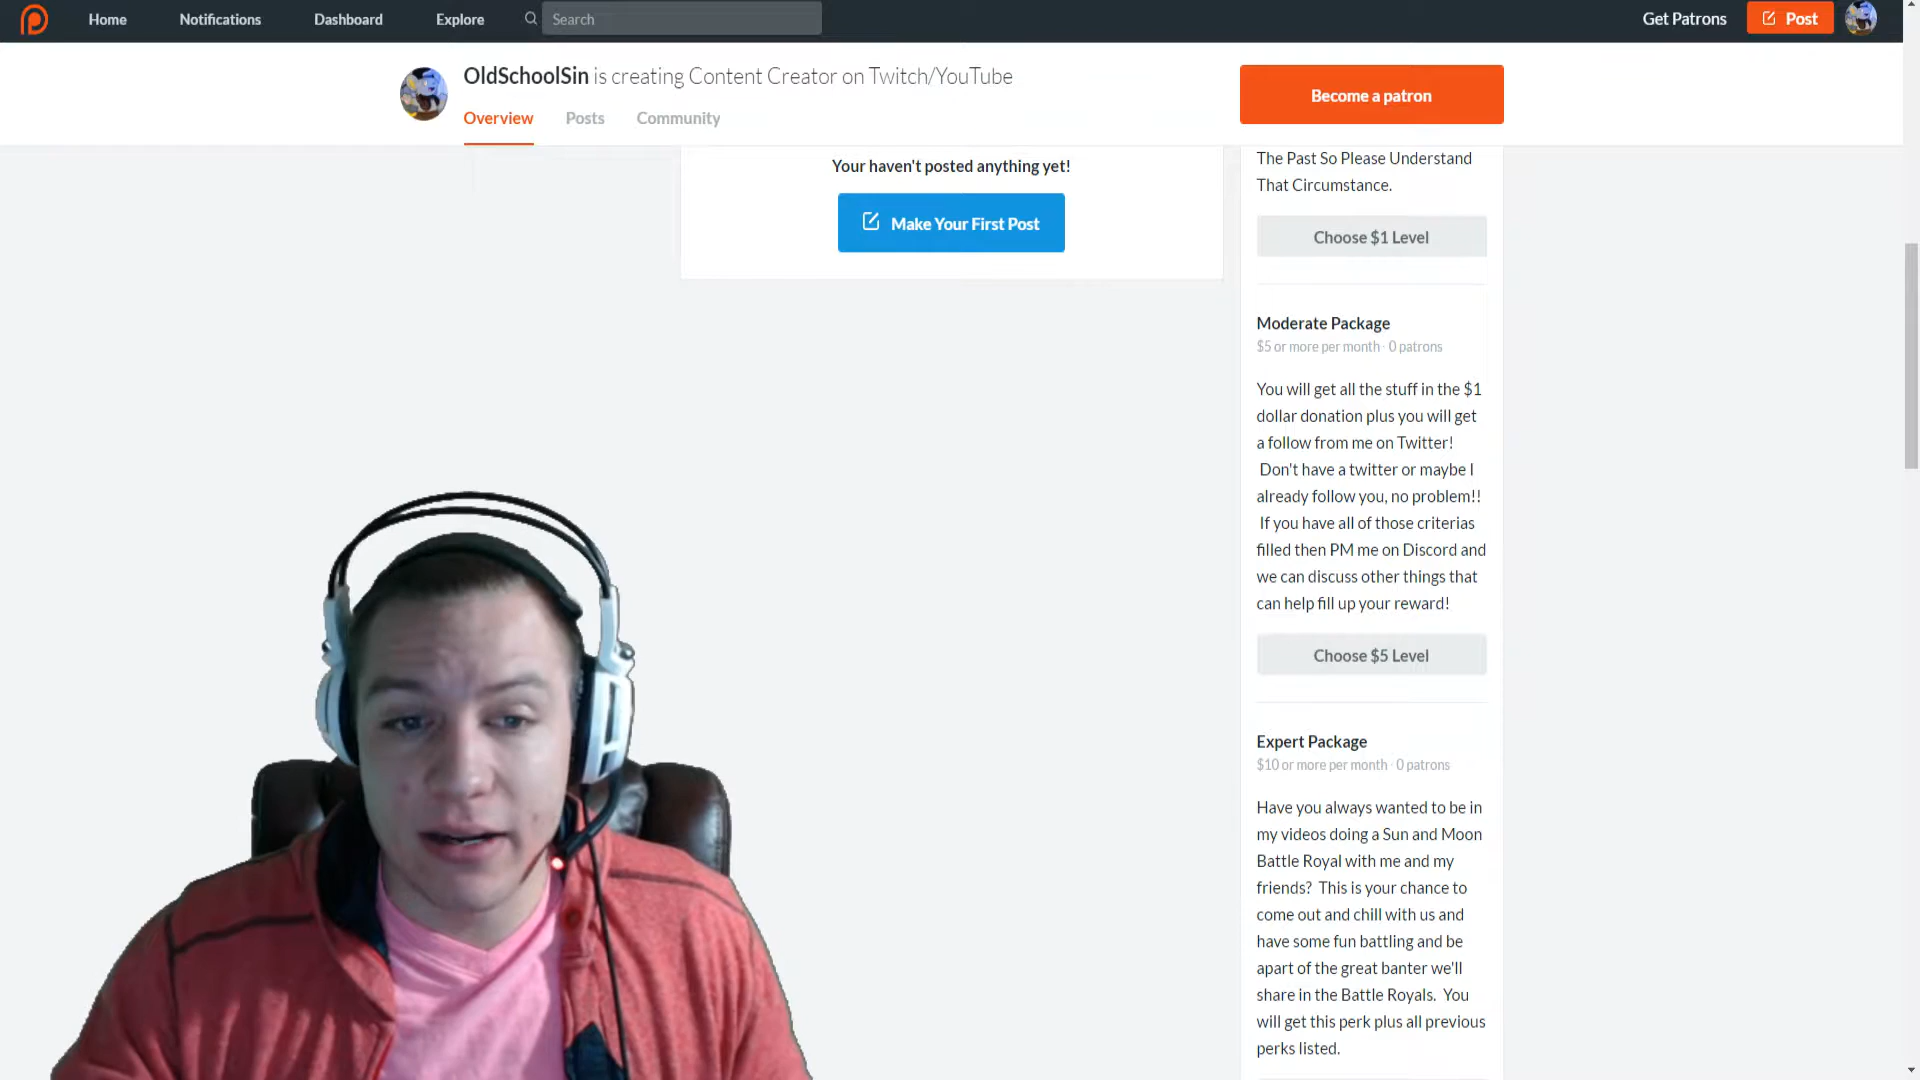 Home Notifications Dashboard Explore Search Get Patrons Post
OldSchoolSin is creating Content Creator on Twitch/YouTube
Become a patron
Overview Posts Community
Your haven't posted anything yet!
Make Your First Post
The Past So Please Understand
That Circumstance.
Choose $1 Level
Moderate Package
$5 or more per month · 0 patrons
You will get all the stuff in the $1
dollar donation plus you will get
a follow from me on Twitter!
Don't have a twitter or maybe I
already follow you, no problem!!
If you have all of those criterias
filled then PM me on Discord and
we can discuss other things that
can help fill up your reward!
Choose $5 Level
Expert Package
$10 or more per month · 0 patrons
Have you always wanted to be in
my videos doing a Sun and Moon
Battle Royal with me and my
friends? This is your chance to
come out and chill with us and
have some fun battling and be
apart of the great banter we'll
share in the Battle Royals. You
will get this perk plus all previous
perks listed.